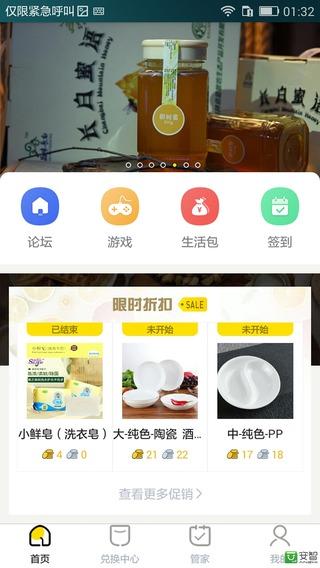 仅限紧急呼叫
01:32
长白蜜语
Changbai Mountain Honey
椴树蜜
论坛
游戏
生活包
签到
限时折扣 SALE
已结束
未开始
未开始
小鲜皂（洗衣皂）
大-纯色-陶瓷 酒...
中-纯色-PP
4 0
21 22
17 18
查看更多促销 >
首页
兑换中心
管家
我的
安智